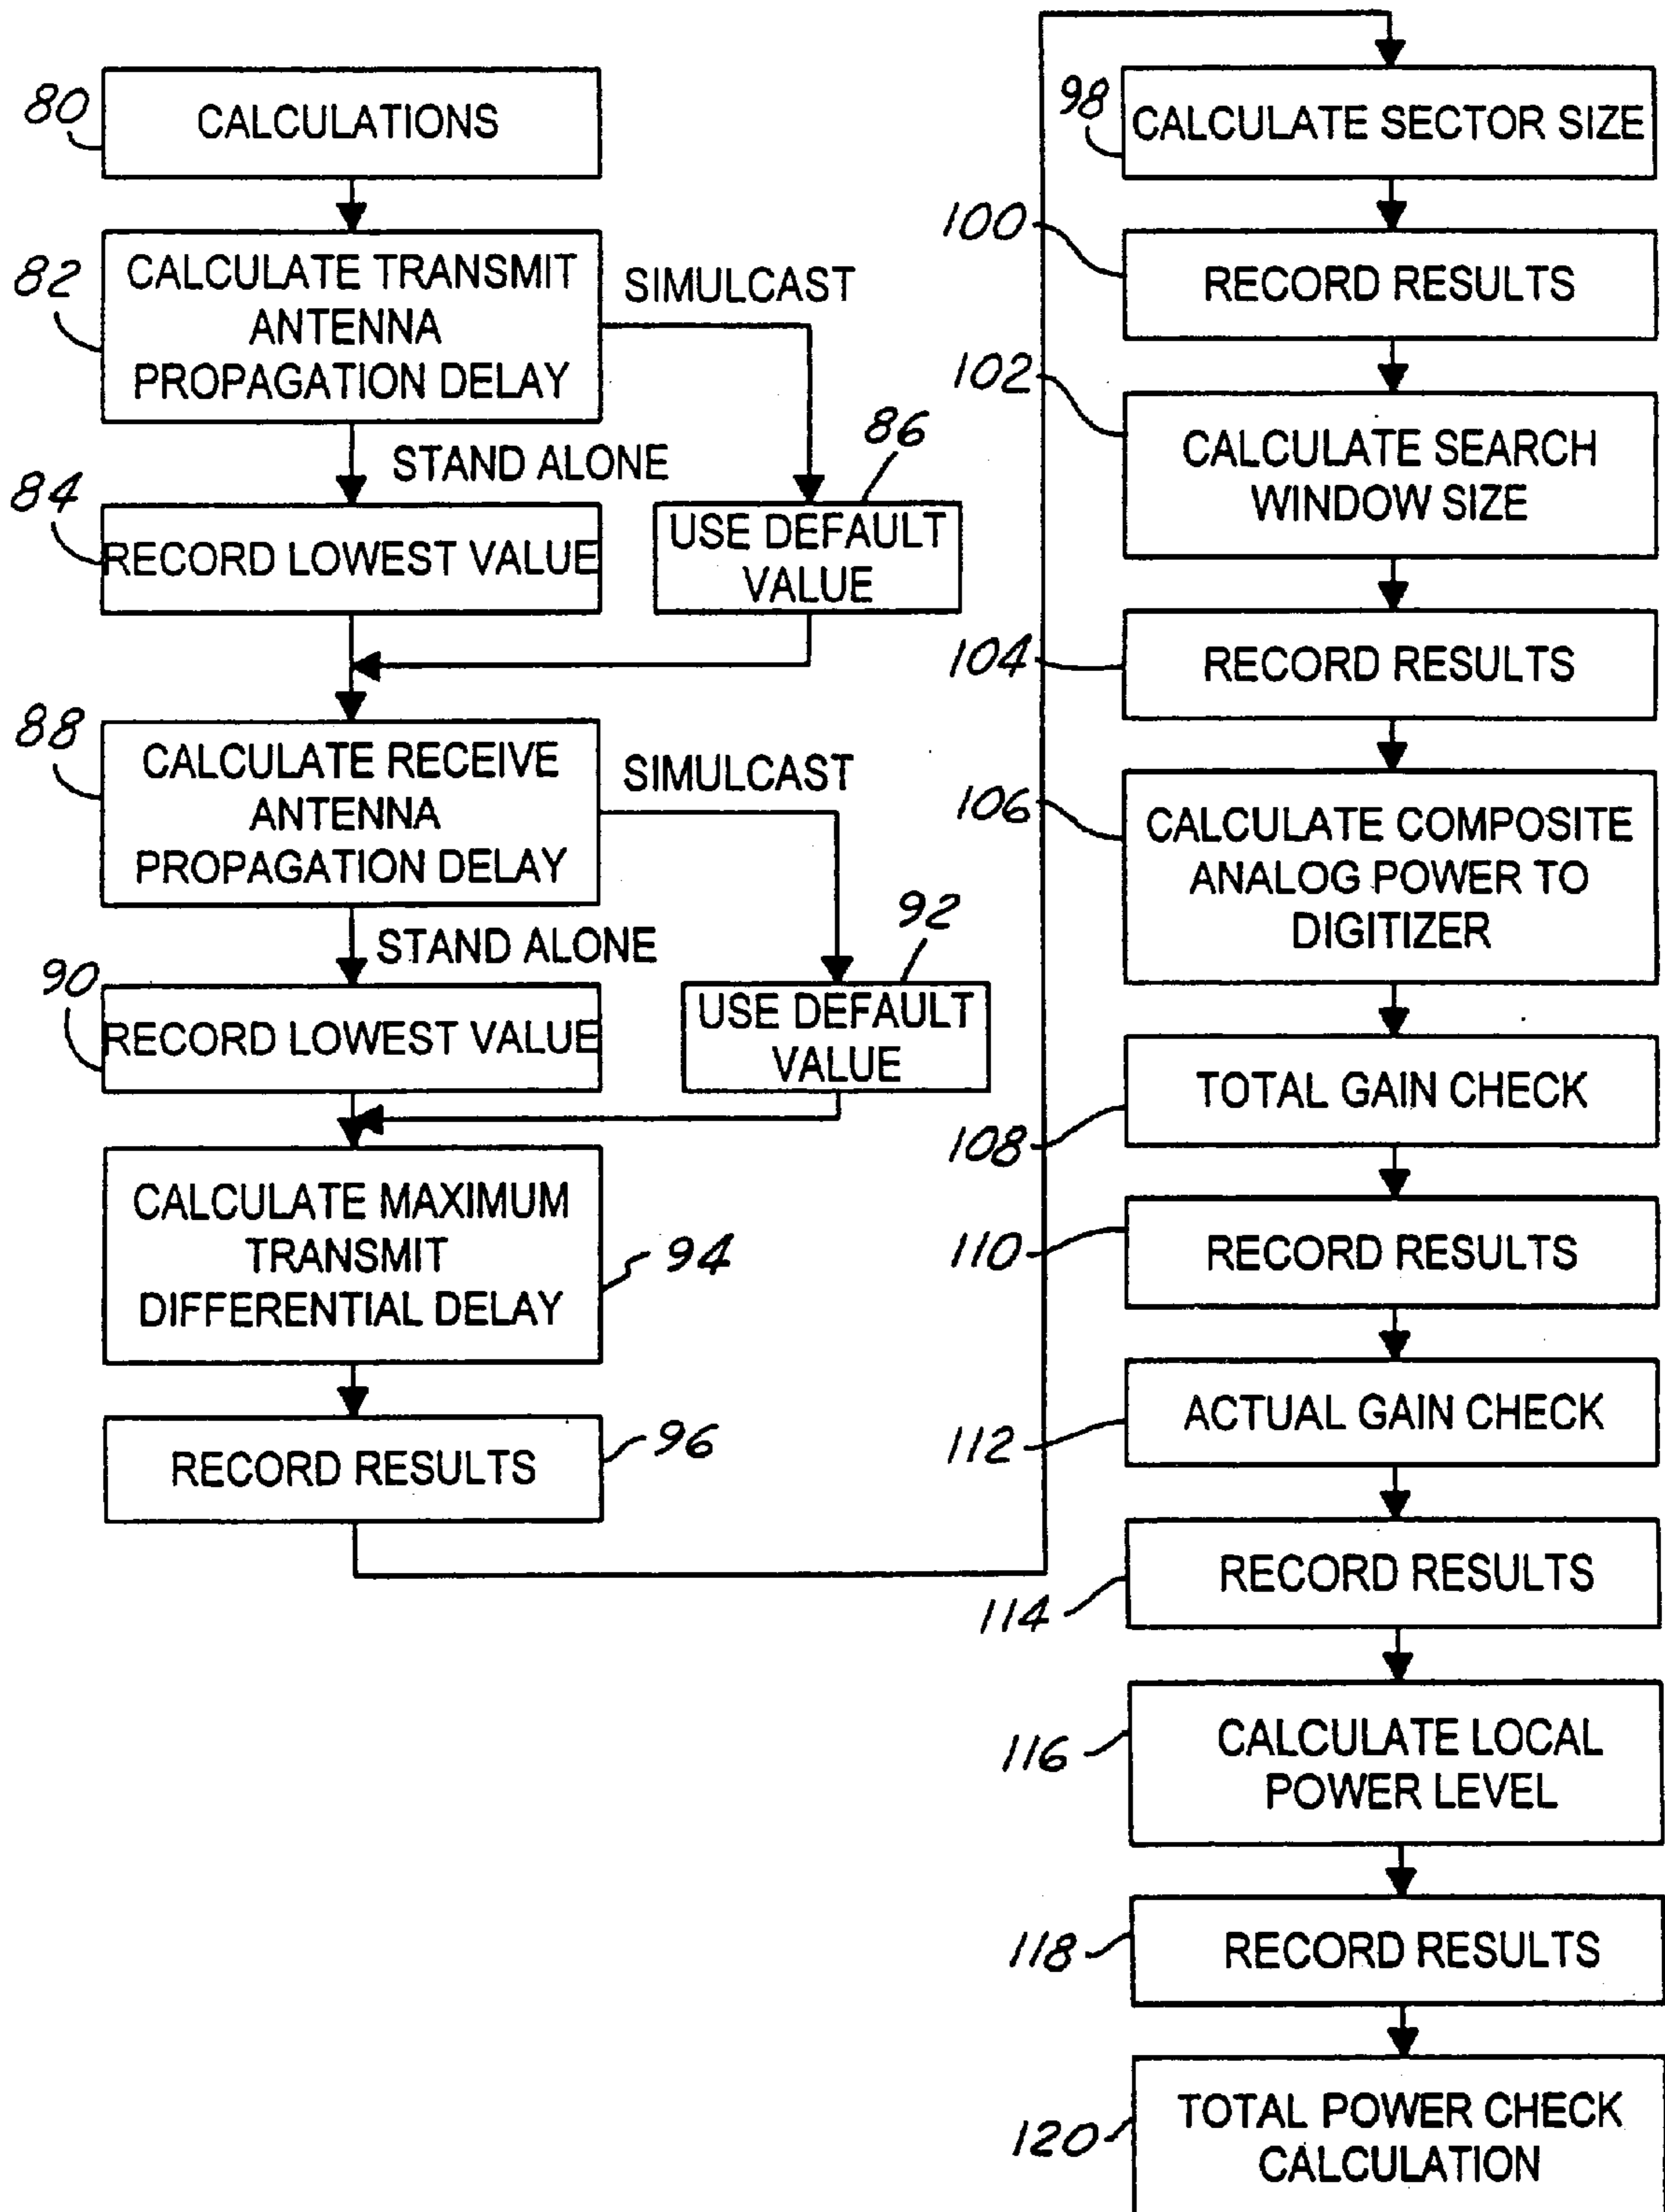 80
CALCULATIONS
82
CALCULATE TRANSMIT
ANTENNA
PROPAGATION DELAY
SIMULCAST
STAND ALONE
84
RECORD LOWEST VALUE
86
USE DEFAULT
VALUE
88
CALCULATE RECEIVE
ANTENNA
PROPAGATION DELAY
SIMULCAST
STAND ALONE
90
RECORD LOWEST VALUE
92
USE DEFAULT
VALUE
CALCULATE MAXIMUM
TRANSMIT
DIFFERENTIAL DELAY
94
RECORD RESULTS
96
98
CALCULATE SECTOR SIZE
100
RECORD RESULTS
102
CALCULATE SEARCH
WINDOW SIZE
104
RECORD RESULTS
106
CALCULATE COMPOSITE
ANALOG POWER TO
DIGITIZER
TOTAL GAIN CHECK
108
110
RECORD RESULTS
ACTUAL GAIN CHECK
112
RECORD RESULTS
114
CALCULATE LOCAL
POWER LEVEL
116
118
RECORD RESULTS
120
TOTAL POWER CHECK
CALCULATION